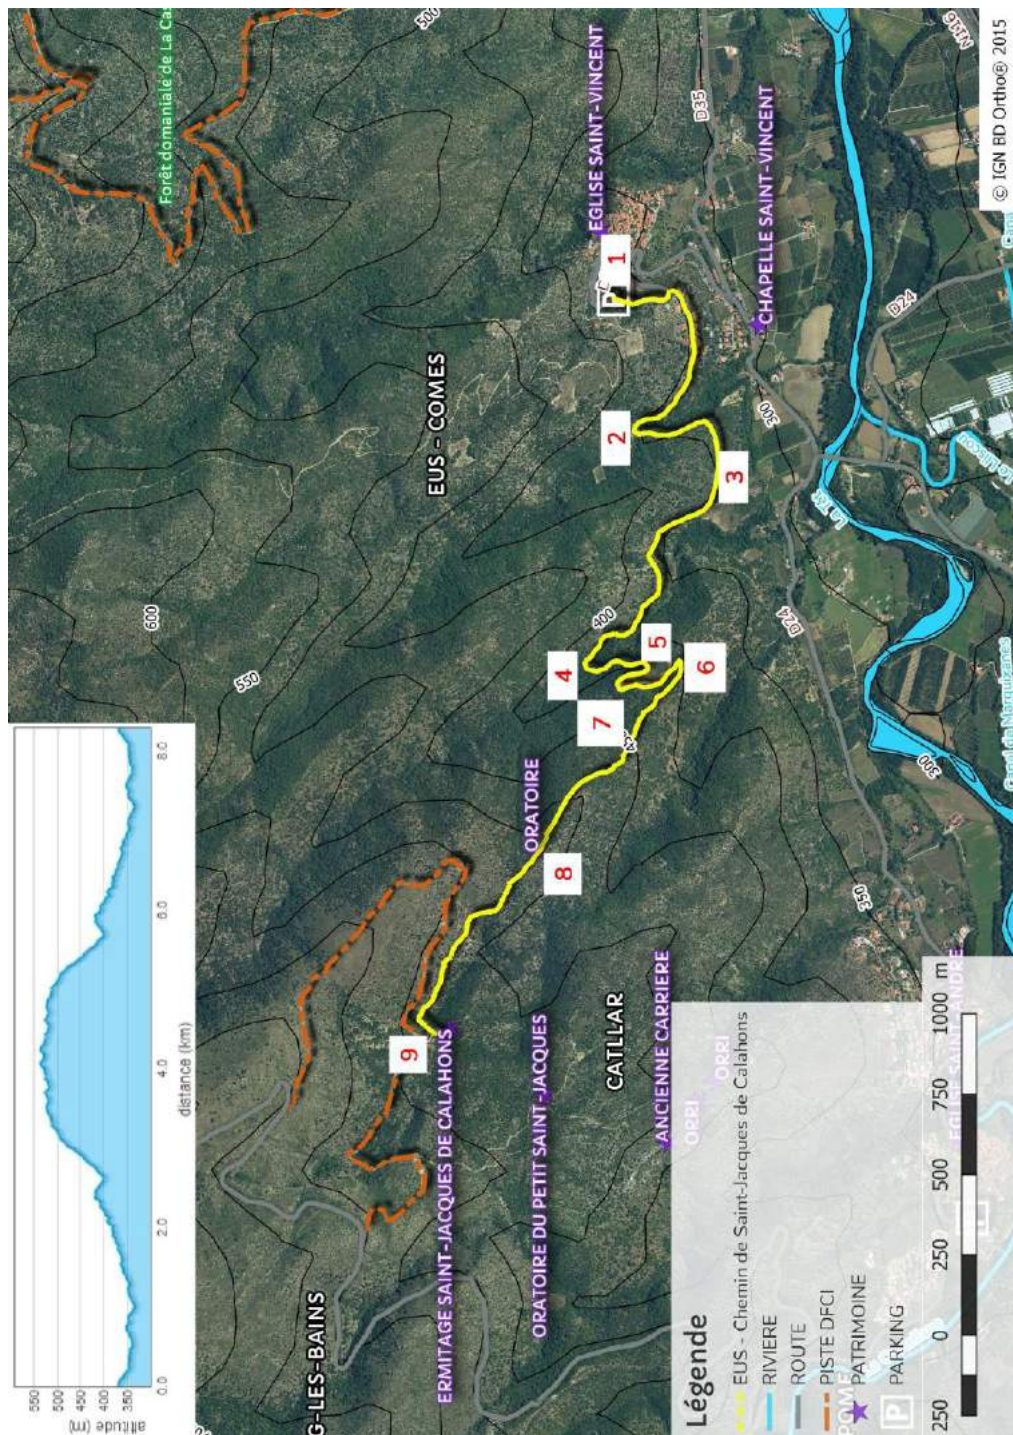 550
500
450
400
350
altitude (m)
0.0
2.0
4.0
6.0
8.0
distance (km)
G-LES-BAINS
ERMITAGE SAINT-JACQUES DE CALAHONS
ORATOIRE DU PETIT SAINT-JACQUES
CATLLAR
ANCIENNE CARRIERE
ORRI
ORRI
ORATOIRE
EUS - COMES
EGLISE SAINT-VINCENT
CHAPELLE SAINT-VINCENT
Forêt domaniale de La Cas
500
600
550
400
300
350
300
D35
N116
D24
D24
La Têt
Canal de Marquixanes
P
1
2
3
4
5
6
7
8
9
Légende
EUS - Chemin de Saint-Jacques de Calahons
RIVIERE
ROUTE
PISTE DFCI
PATRIMOINE
P
PARKING
250
0
250
500
750
1000 m
© IGN BD Ortho® 2015